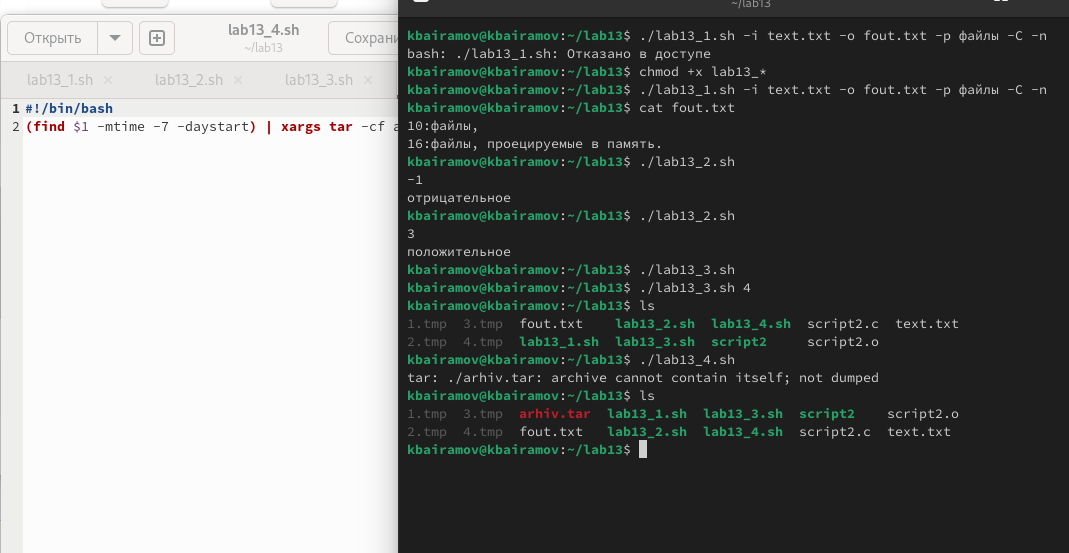 Открыть
lab13_4.sh
~/lab13
Сохрани
lab13_1.sh ×
lab13_2.sh ×
lab13_3.sh ×
1 #!/bin/bash
2 (find $1 -mtime -7 -daystart) | xargs tar -cf a
~/lab13
kbairamov@kbairamov:~/lab13$ ./lab13_1.sh -i text.txt -o fout.txt -p файлы -C -n
bash: ./lab13_1.sh: Отказано в доступе
kbairamov@kbairamov:~/lab13$ chmod +x lab13_*
kbairamov@kbairamov:~/lab13$ ./lab13_1.sh -i text.txt -o fout.txt -p файлы -C -n
kbairamov@kbairamov:~/lab13$ cat fout.txt
10:файлы,
16:файлы, проецируемые в память.
kbairamov@kbairamov:~/lab13$ ./lab13_2.sh
-1
отрицательное
kbairamov@kbairamov:~/lab13$ ./lab13_2.sh
3
положительное
kbairamov@kbairamov:~/lab13$ ./lab13_3.sh
kbairamov@kbairamov:~/lab13$ ./lab13_3.sh 4
kbairamov@kbairamov:~/lab13$ ls
1.tmp 3.tmp fout.txt lab13_2.sh lab13_4.sh script2.c text.txt
2.tmp 4.tmp lab13_1.sh lab13_3.sh script2 script2.o
kbairamov@kbairamov:~/lab13$ ./lab13_4.sh
tar: ./arhiv.tar: archive cannot contain itself; not dumped
kbairamov@kbairamov:~/lab13$ ls
1.tmp 3.tmp arhiv.tar lab13_1.sh lab13_3.sh script2 script2.o
2.tmp 4.tmp fout.txt lab13_2.sh lab13_4.sh script2.c text.txt
kbairamov@kbairamov:~/lab13$